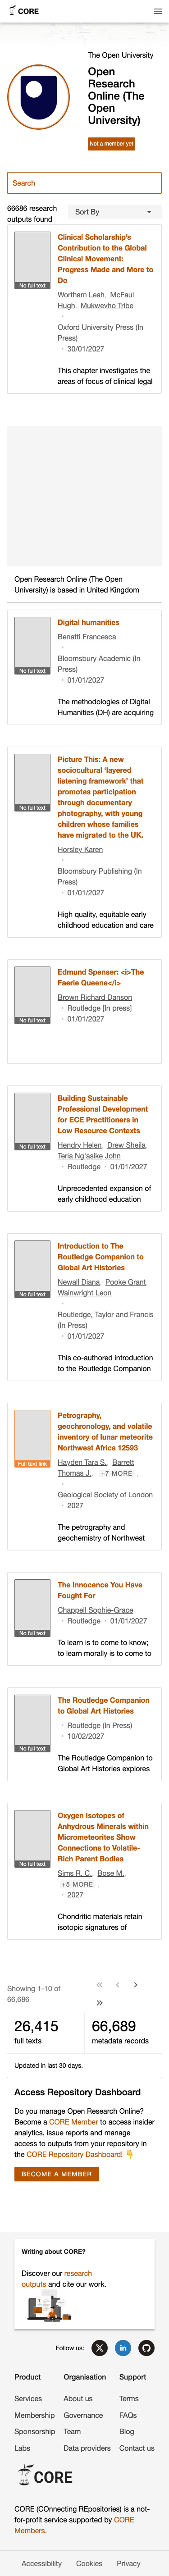 CORE
The Open University
Open
Research
Online (The
Open
University)
Not a member yet
Search
66686 research
outputs found
Sort By
No full text
Clinical Scholarship's
Contribution to the Global
Clinical Movement:
Progress Made and More to
Do
Wortham Leah, McFaul
Hugh, Mukwevho Tribe
·
Oxford University Press (In
Press)
· 30/01/2027
This chapter investigates the
areas of focus of clinical legal
Open Research Online (The Open
University) is based in United Kingdom
No full text
Digital humanities
Benatti Francesca
·
Bloomsbury Academic (In
Press)
· 01/01/2027
The methodologies of Digital
Humanities (DH) are acquiring
No full text
Picture This: A new
sociocultural 'layered
listening framework' that
promotes participation
through documentary
photography, with young
children whose families
have migrated to the UK.
Horsley Karen
·
Bloomsbury Publishing (In
Press)
· 01/01/2027
High quality, equitable early
childhood education and care
No full text
Edmund Spenser: <i>The
Faerie Queene</i>
Brown Richard Danson
· Routledge [In press]
· 01/01/2027
No full text
Building Sustainable
Professional Development
for ECE Practitioners in
Low Resource Contexts
Hendry Helen, Drew Sheila,
Teria Ng'asike John
· Routledge · 01/01/2027
Unprecedented expansion of
early childhood education
No full text
Introduction to The
Routledge Companion to
Global Art Histories
Newall Diana, Pooke Grant,
Wainwright Leon
·
Routledge, Taylor and Francis
(In Press)
· 01/01/2027
This co-authored introduction
to the Routledge Companion
Full text link
Petrography,
geochronology, and volatile
inventory of lunar meteorite
Northwest Africa 12593
Hayden Tara S., Barrett
Thomas J., +7 MORE ,
·
Geological Society of London
· 2027
The petrography and
geochemistry of Northwest
No full text
The Innocence You Have
Fought For
Chappell Sophie-Grace
· Routledge · 01/01/2027
To learn is to come to know;
to learn morally is to come to
No full text
The Routledge Companion
to Global Art Histories
· Routledge (In Press)
· 10/02/2027
The Routledge Companion to
Global Art Histories explores
No full text
Oxygen Isotopes of
Anhydrous Minerals within
Micrometeorites Show
Connections to Volatile-
Rich Parent Bodies
Sims R. C., Bose M.,
+5 MORE ,
· 2027
Chondritic materials retain
isotopic signatures of
Showing 1-10 of
66,686
26,415
full texts
66,689
metadata records
Updated in last 30 days.
Access Repository Dashboard
Do you manage Open Research Online?
Become a CORE Member to access insider
analytics, issue reports and manage
access to outputs from your repository in
the CORE Repository Dashboard! 👇
BECOME A MEMBER
Writing about CORE?
Discover our research
outputs and cite our work.
Follow us:
Product
Organisation
Support
Services
About us
Terms
Membership
Governance
FAQs
Sponsorship
Team
Blog
Labs
Data providers
Contact us
CORE
CORE (COnnecting REpositories) is a not-
for-profit service supported by CORE
Members.
Accessibility
Cookies
Privacy